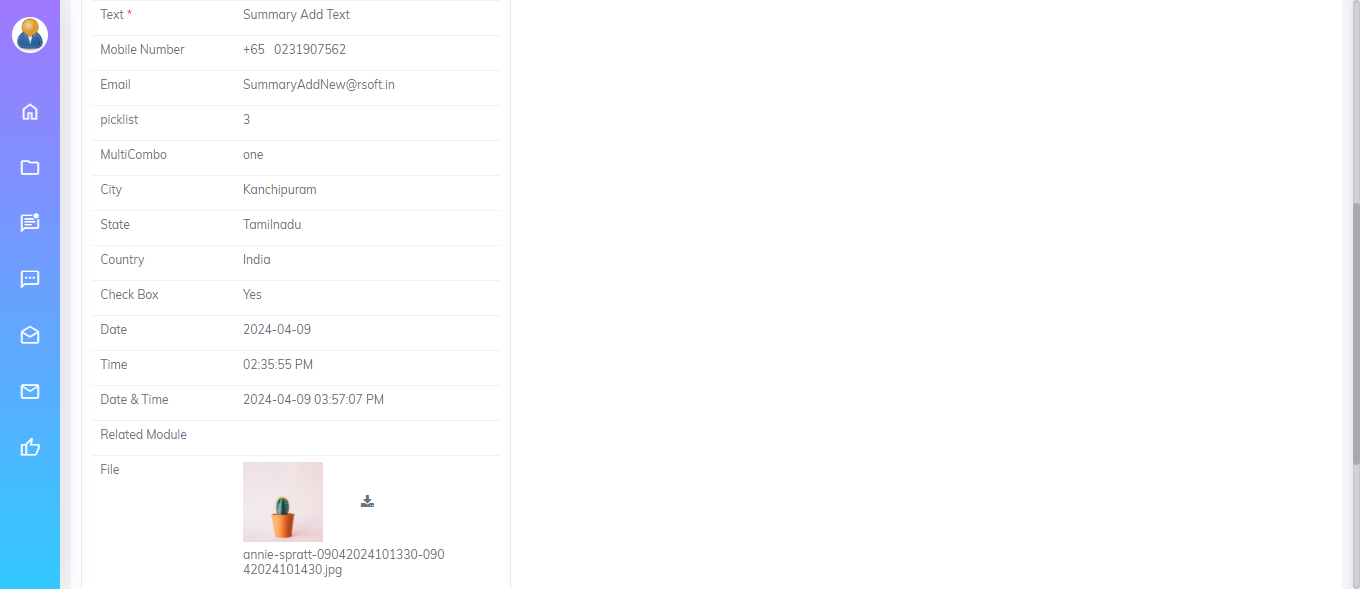 Text * Summary Add Text
Mobile Number +65 0231907562
Email SummaryAddNew@rsoft.in
picklist 3
MultiCombo one
City Kanchipuram
State Tamilnadu
Country India
Check Box Yes
Date 2024-04-09
Time 02:35:55 PM
Date & Time 2024-04-09 03:57:07 PM
Related Module
File
annie-spratt-09042024101330-090
42024101430.jpg